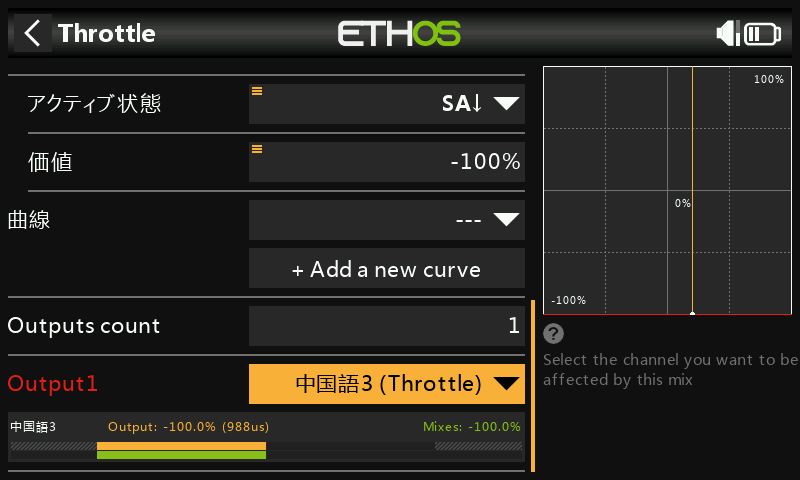 Throttle
ETHOS
アクティブ状態
SA↓
価値
-100%
曲線
---
+ Add a new curve
Outputs count
1
Output1
中国語3 (Throttle)
中国語3
Output: -100.0% (988us)
Mixes: -100.0%
100%
0%
-100%
?
Select the channel you want to be
affected by this mix